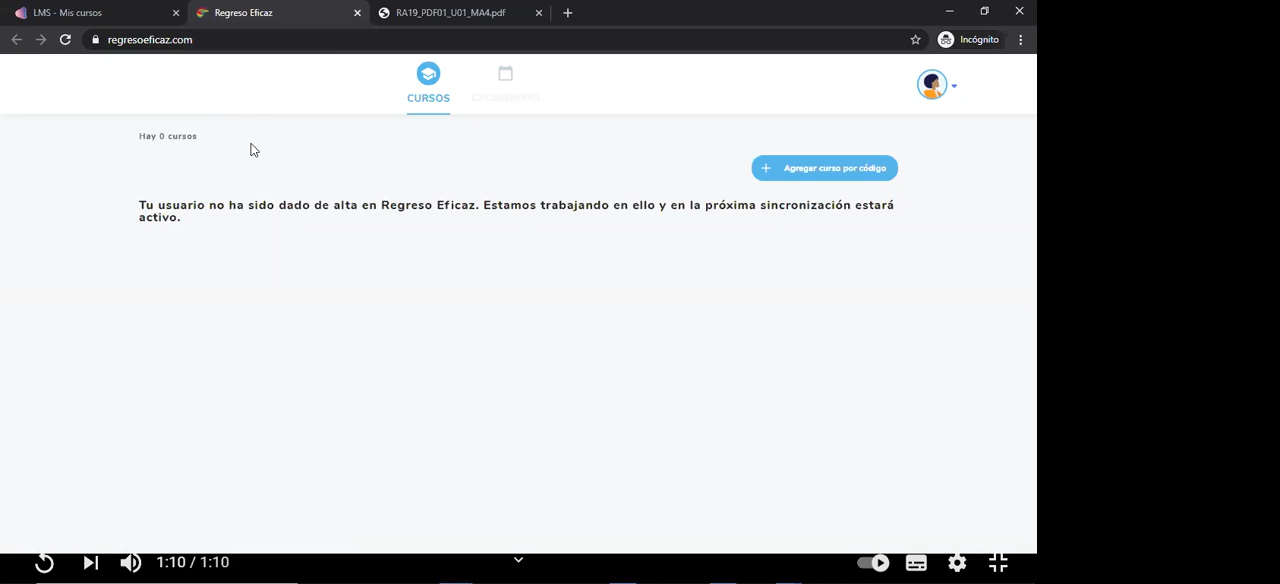 LMS - Mis cursos
Regreso Eficaz
RA19_PDF01_U01_MA4.pdf
regresoeficaz.com
Incógnito
CURSOS
CALENDARIO
Hay 0 cursos
Agregar curso por código
Tu usuario no ha sido dado de alta en Regreso Eficaz. Estamos trabajando en ello y en la próxima sincronización estará
activo.
1:10 / 1:10